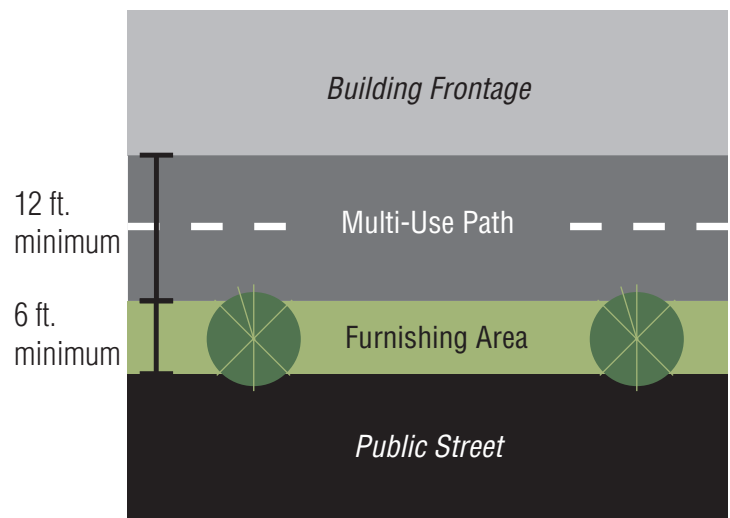 Building Frontage
12 ft.
minimum
Multi-Use Path
6 ft.
minimum
Furnishing Area
Public Street